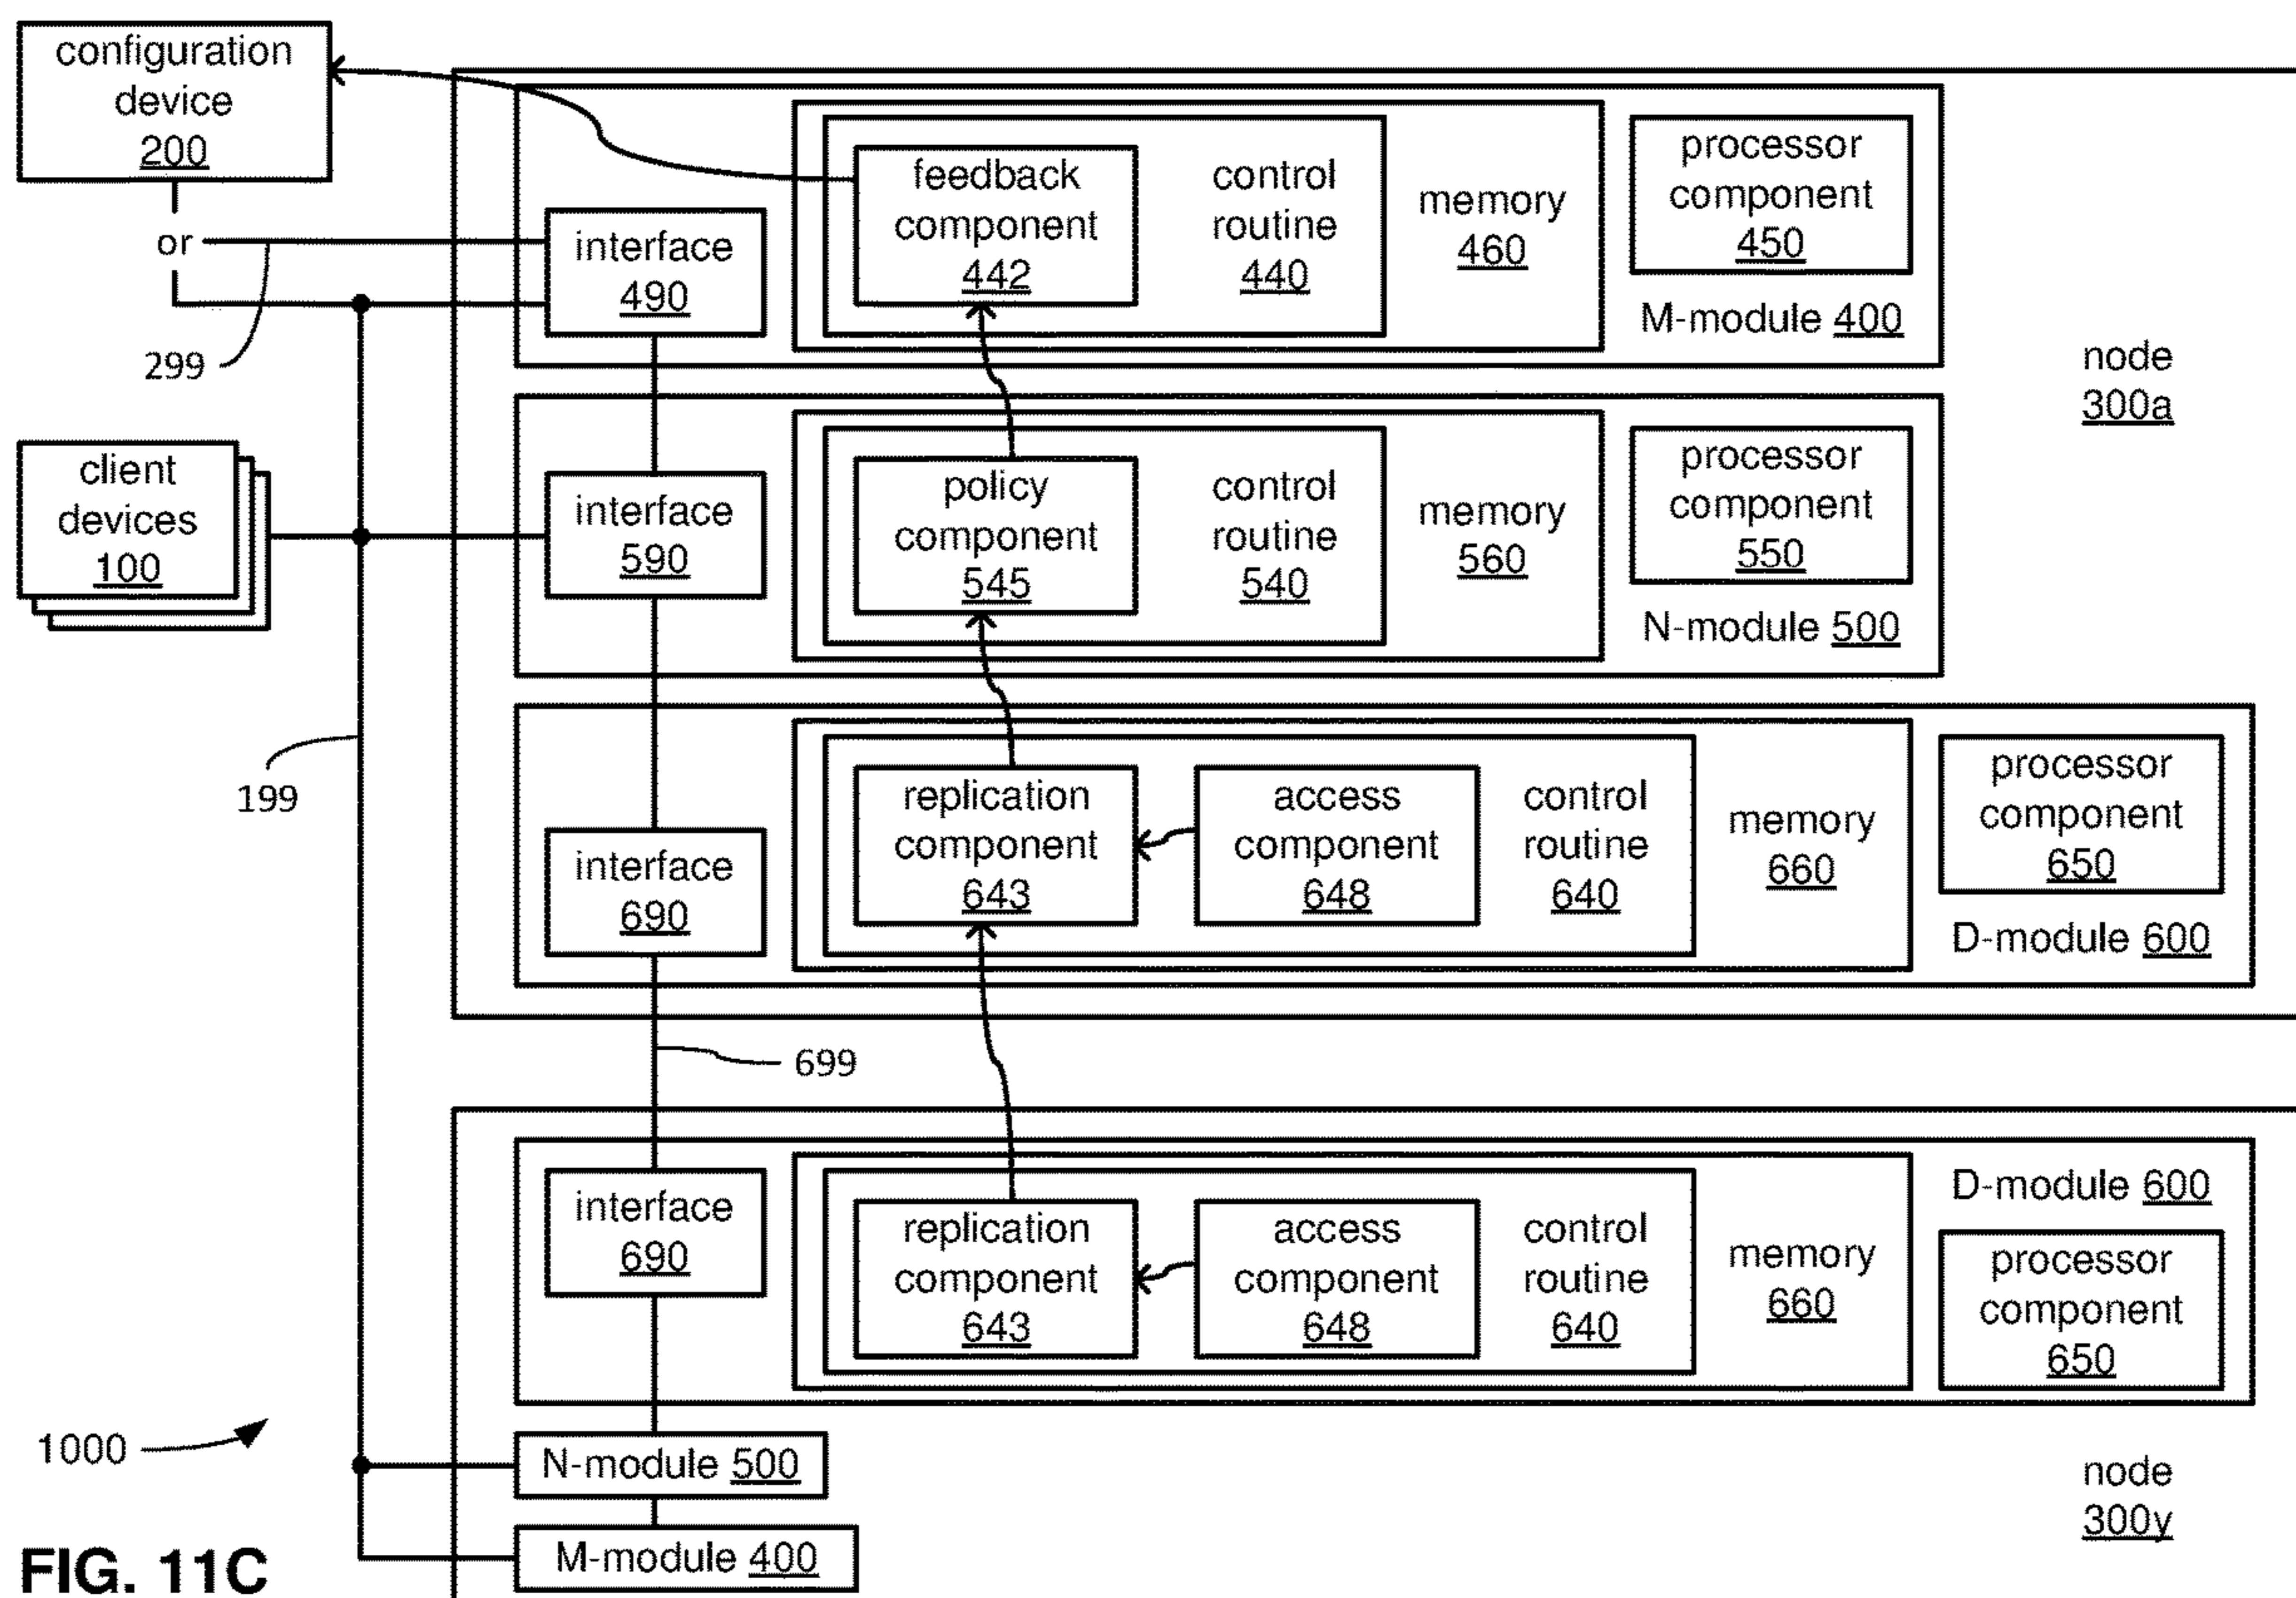 configuration
device
200
or
299
client
devices
100
199
interface
490
feedback
component
442
control
routine
440
memory
460
processor
component
450
M-module 400
node
300a
interface
590
policy
component
545
control
routine
540
memory
560
processor
component
550
N-module 500
interface
690
replication
component
643
access
component
648
control
routine
640
memory
660
processor
component
650
D-module 600
699
interface
690
replication
component
643
access
component
648
control
routine
640
memory
660
D-module 600
processor
component
650
1000
N-module 500
M-module 400
node
300y
FIG. 11C